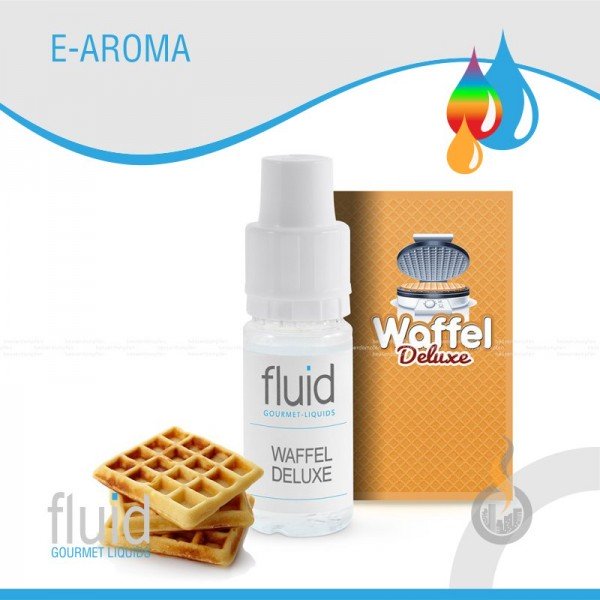 E-AROMA
Waffel
Deluxe
fluid
GOURMET-LIQUIDS
WAFFEL
DELUXE
fluid
GOURMET LIQUIDS